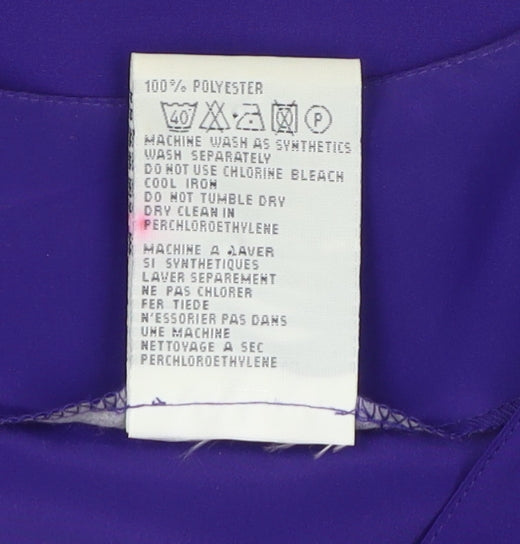 100% POLYESTER
40 P
MACHINE WASH AS SYNTHETICS
WASH SEPARATELY
DO NOT USE CHLORINE BLEACH
COOL IRON
DO NOT TUMBLE DRY
DRY CLEAN IN
PERCHLOROETHYLENE
MACHINE A LAVER
SI SYNTHETIQUES
LAVER SEPAREMENT
NE PAS CHLORER
FER TIEDE
N'ESSORIER PAS DANS
UNE MACHINE
NETTOYAGE A SEC
PERCHLOROETHYLENE